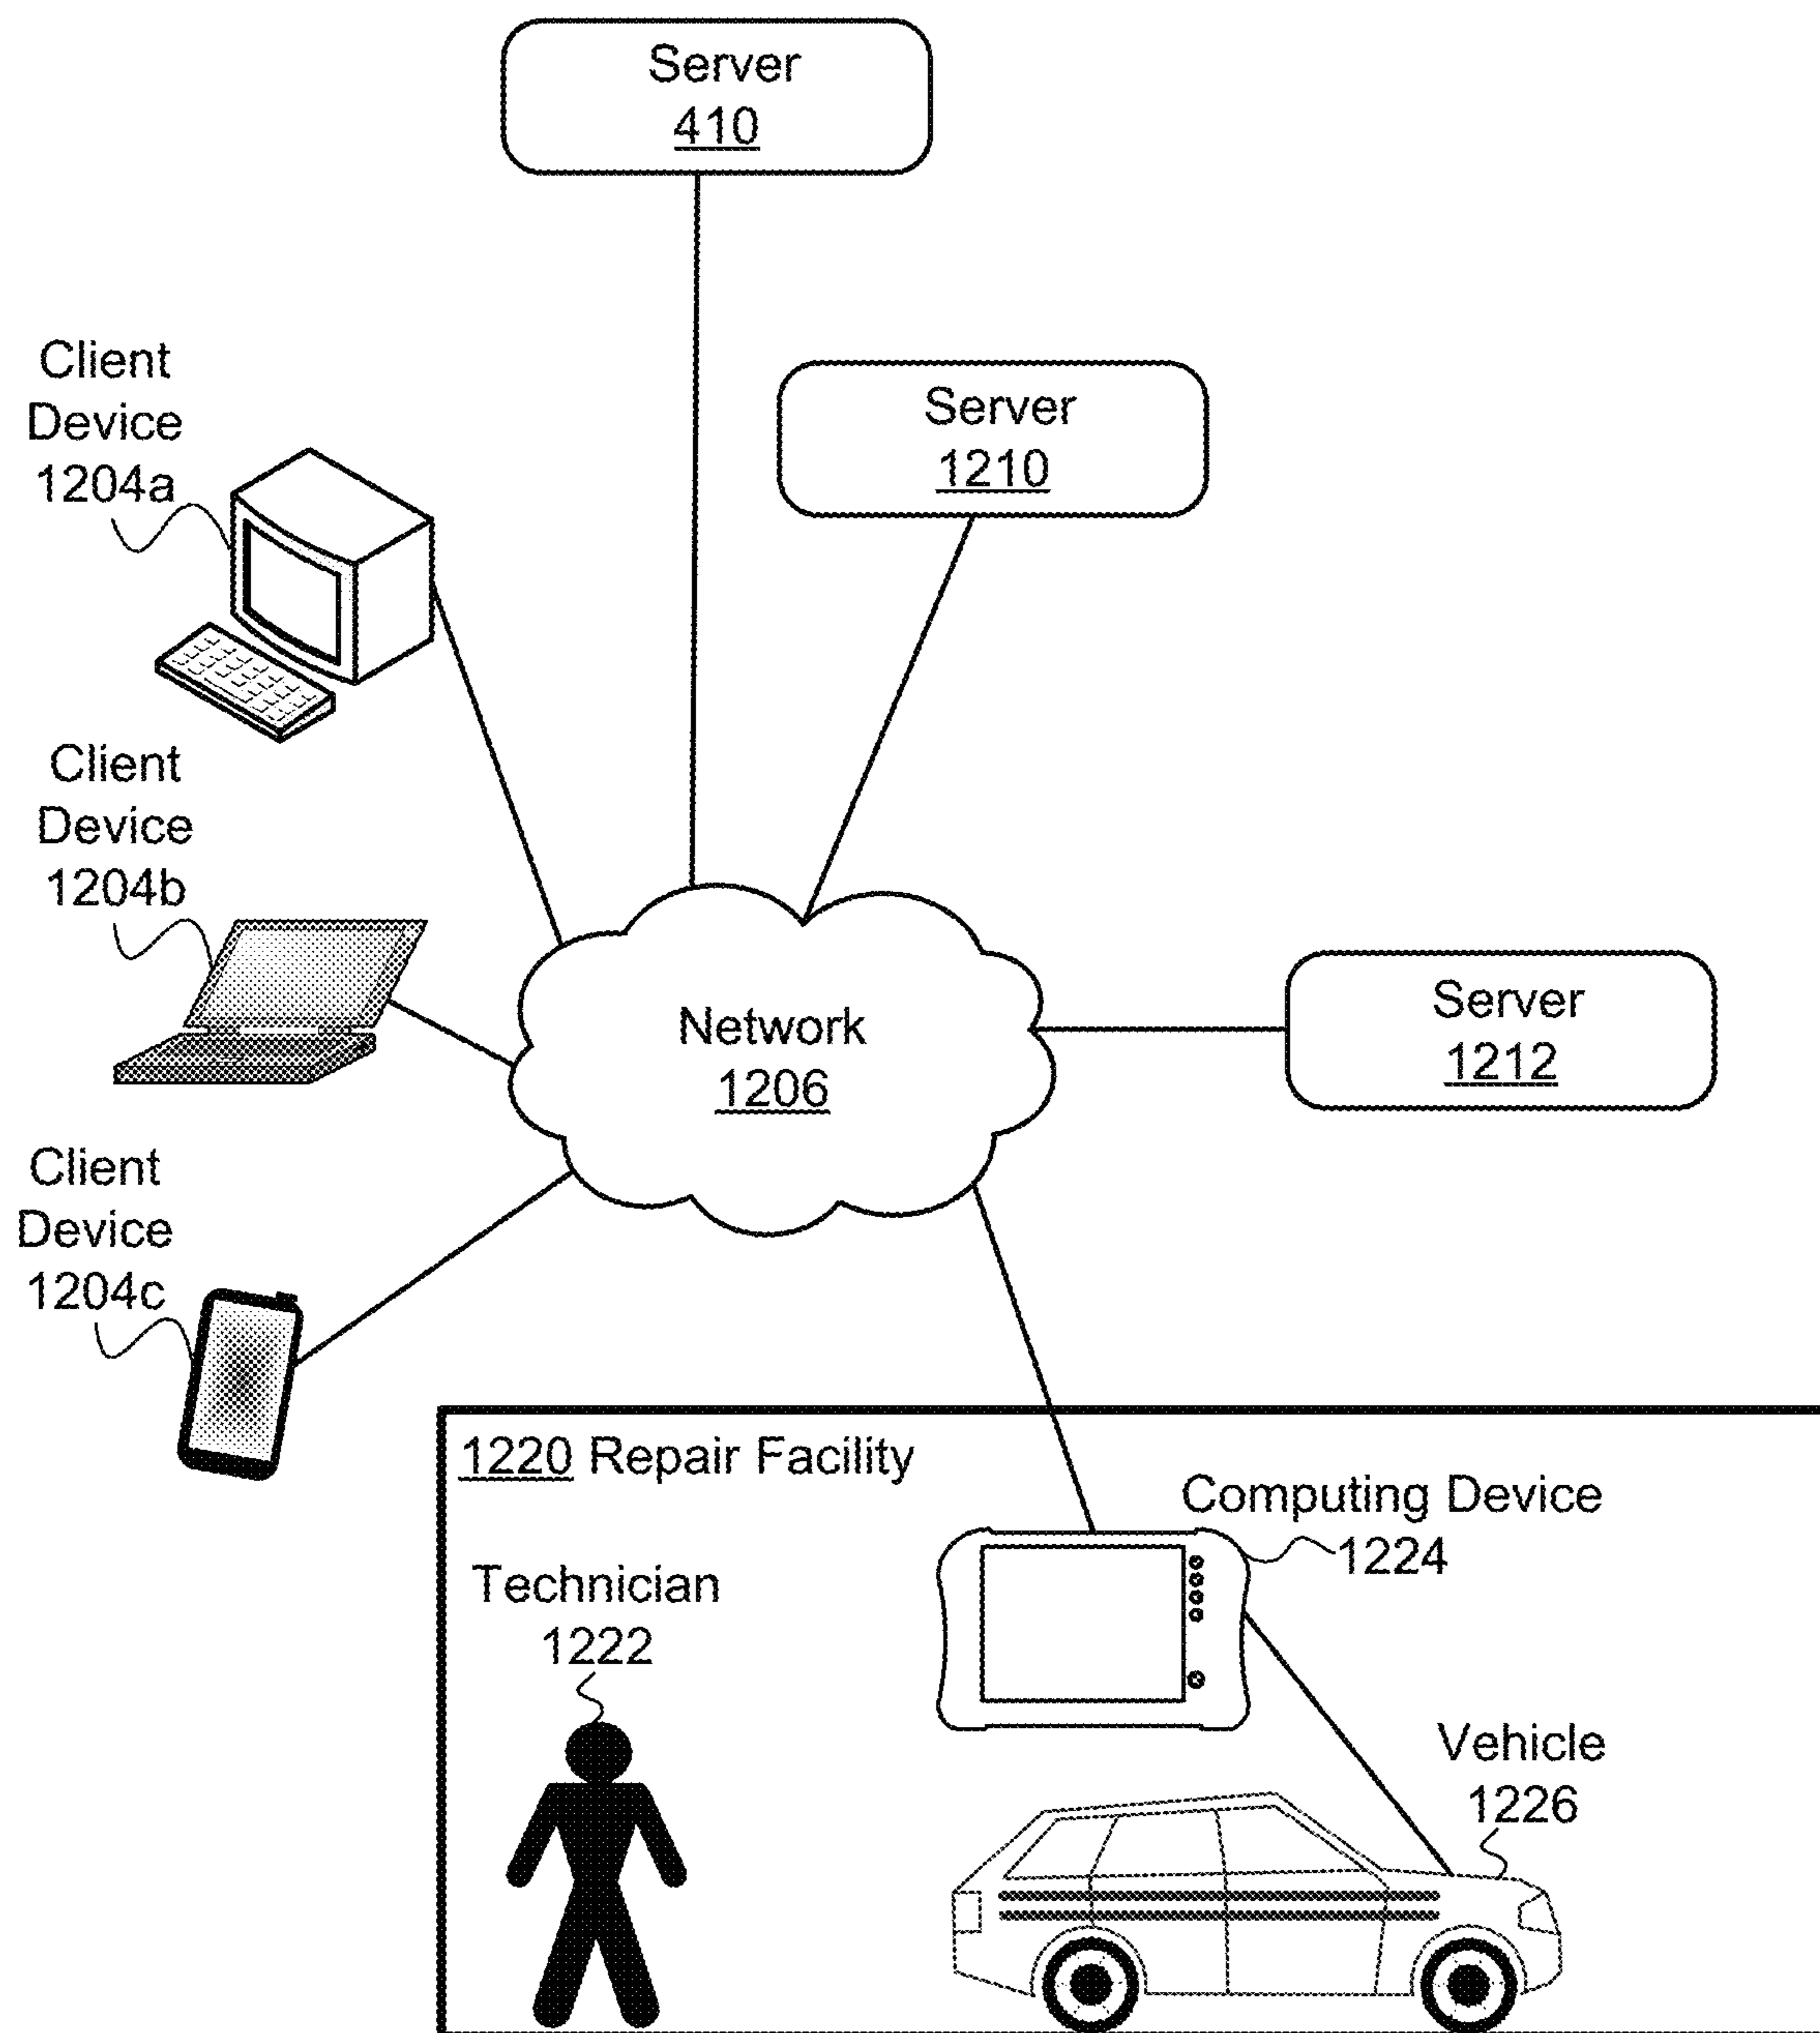 Server
410
Client
Device
1204a
Server
1210
Client
Device
1204b
Network
1206
Server
1212
Client
Device
1204c
1220 Repair Facility
Computing Device
1224
Technician
1222
Vehicle
1226